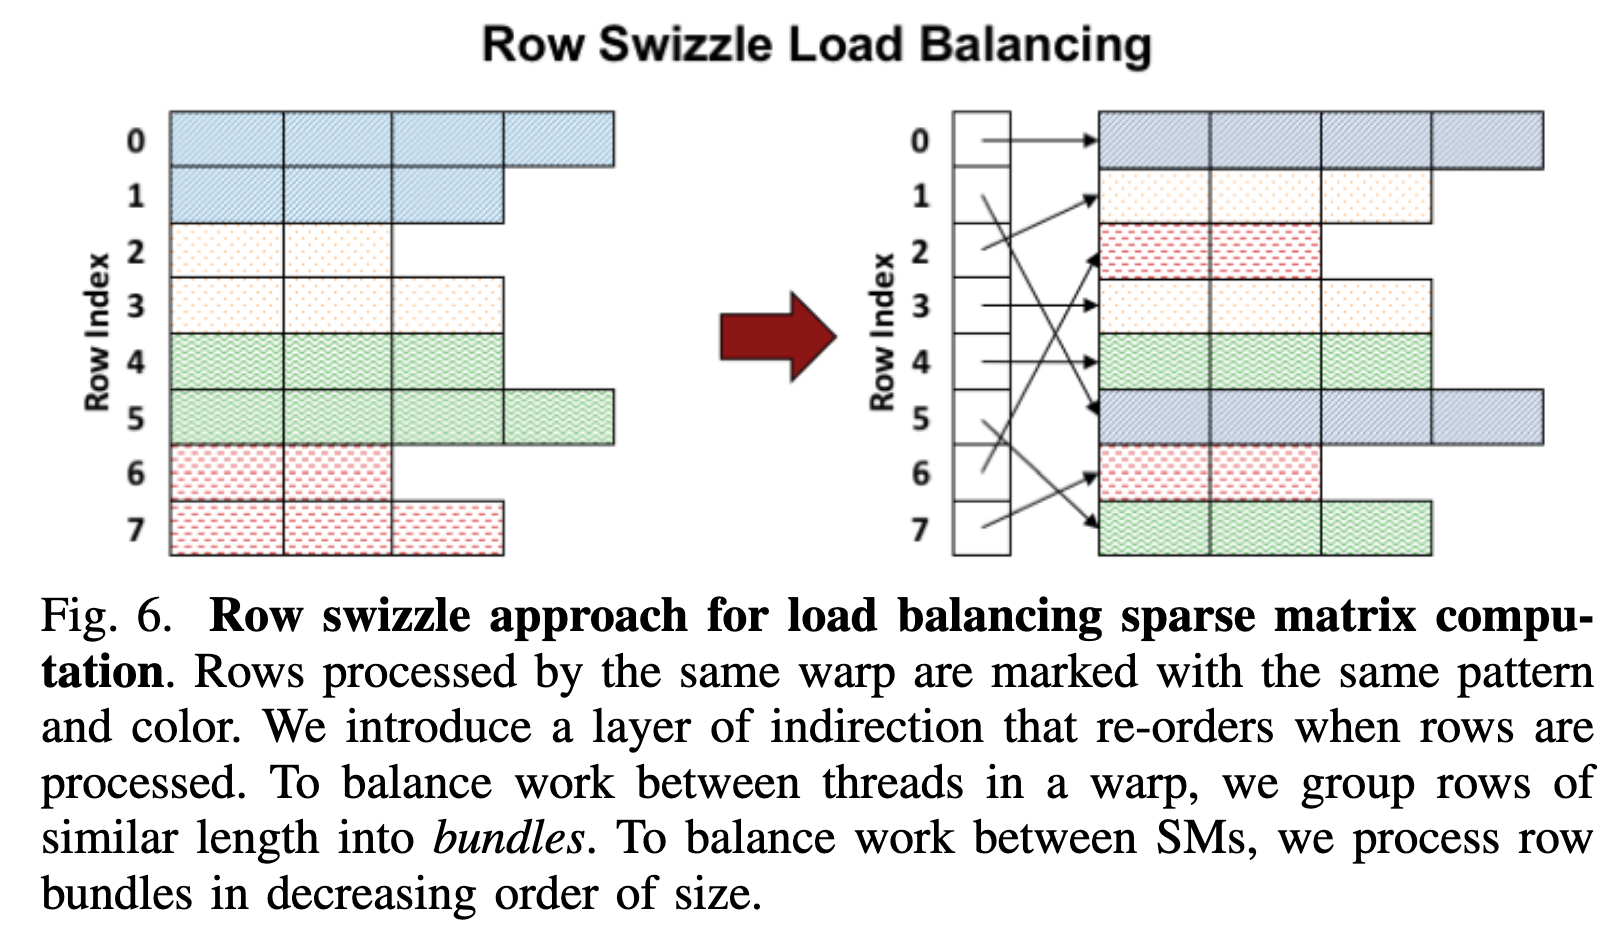 Row Swizzle Load Balancing
Row Index
0
1
2
3
4
5
6
7
Row Index
0
1
2
3
4
5
6
7
Fig. 6. Row swizzle approach for load balancing sparse matrix compu-
tation. Rows processed by the same warp are marked with the same pattern
and color. We introduce a layer of indirection that re-orders when rows are
processed. To balance work between threads in a warp, we group rows of
similar length into bundles. To balance work between SMs, we process row
bundles in decreasing order of size.